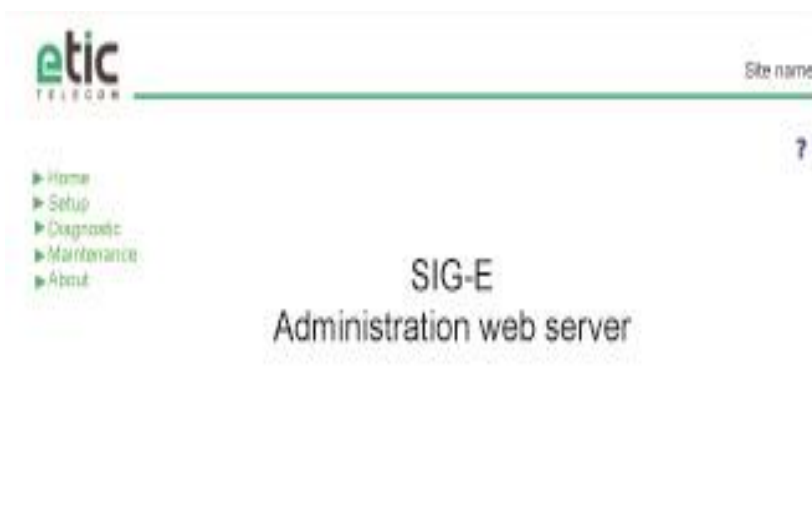 etic
TELECOM
Site name
?
Home
Setup
Diagnostic
Maintenance
About
SIG-E
Administration web server